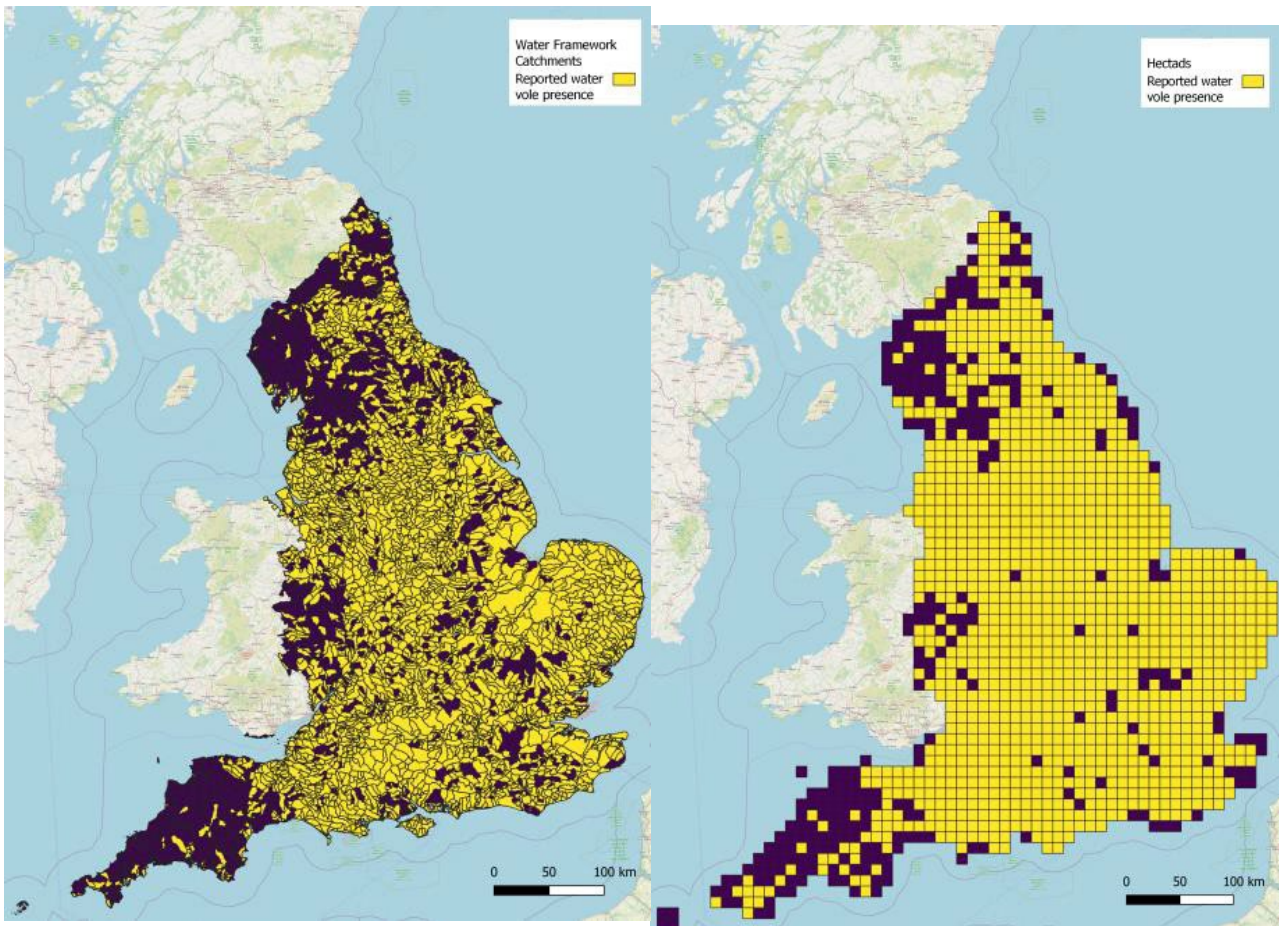 Water Framework
Catchments
Reported water
vole presence
0 50 100 km
Hectads
Reported water
vole presence
0 50 100 km